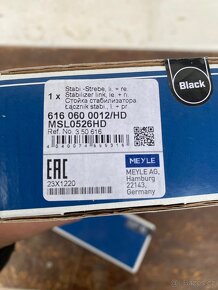 Black
1 x
Stabi.-Strebe, li. + re.
Stabilizer link, le. + ri.
Стойка стабилизатора
Łącznik stabi., l. + pr.
616 060 0012/HD
MSL0526HD
Ref. No. 3 50 616
EAC
23X1220
MEYLE
MEYLE AG,
Hamburg
22143,
Germany